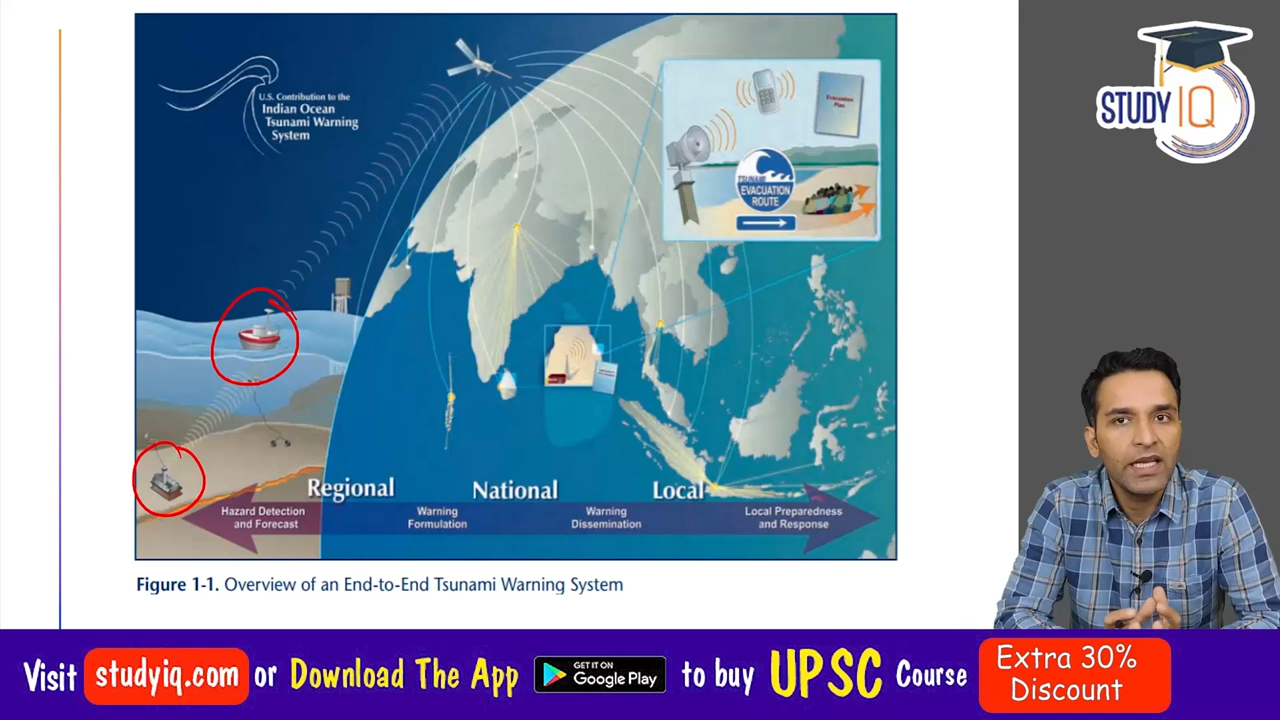 U.S. Contribution to the
Indian Ocean
Tsunami Warning
System
Evacuation
Plan
TSUNAMI
EVACUATION
ROUTE
STUDY IQ
Regional
National
Local
Hazard Detection
and Forecast
Warning
Formulation
Warning
Dissemination
Local Preparedness
and Response
Figure 1-1. Overview of an End-to-End Tsunami Warning System
Visit studyiq.com or Download The App GET IT ON Google Play to buy UPSC Course Extra 30% Discount